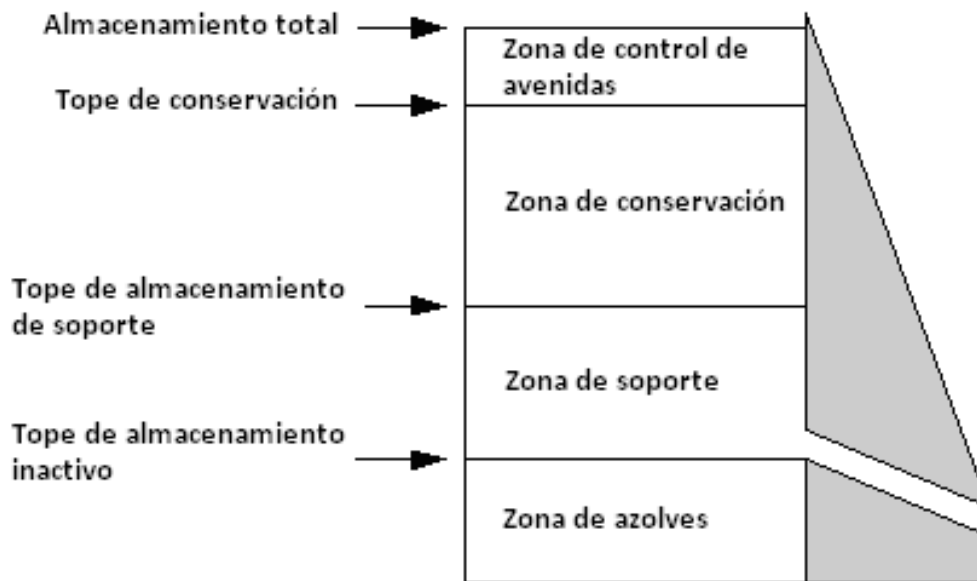 Almacenamiento total
Zona de control de
avenidas
Tope de conservación
Zona de conservación
Tope de almacenamiento
de soporte
Zona de soporte
Tope de almacenamiento
inactivo
Zona de azolves